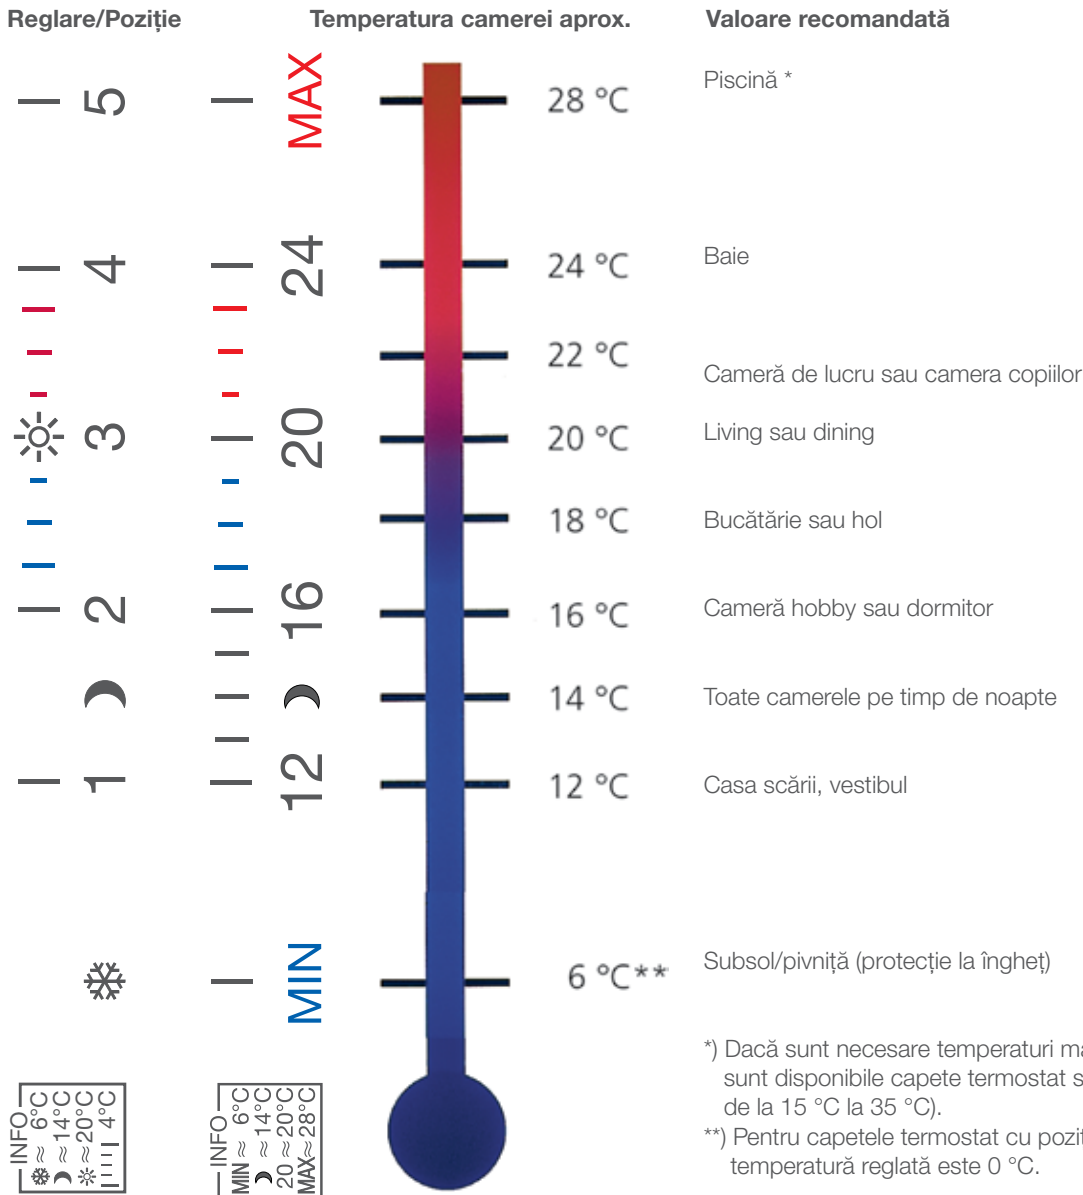 Reglare/Poziție Temperatura camerei aprox. Valoare recomandată
5 MAX 28 °C Piscină *
4 24 24 °C Baie
22 °C
Cameră de lucru sau camera copiilor
3 20 20 °C Living sau dining
18 °C Bucătărie sau hol
2 16 16 °C Cameră hobby sau dormitor
14 °C Toate camerele pe timp de noapte
1 12 12 °C Casa scării, vestibul
MIN 6 °C** Subsol/pivniță (protecție la îngheț)
*) Dacă sunt necesare temperaturi
sunt disponibile capete termostat
de la 15 °C la 35 °C).
**) Pentru capetele termostat cu
temperatură reglată este 0 °C.
INFO
≈ 6°C
≈ 14°C
≈20°C
4°C
INFO
MIN ≈ 6°C
≈ 14°C
20 ≈ 20°C
MAX≈ 28°C